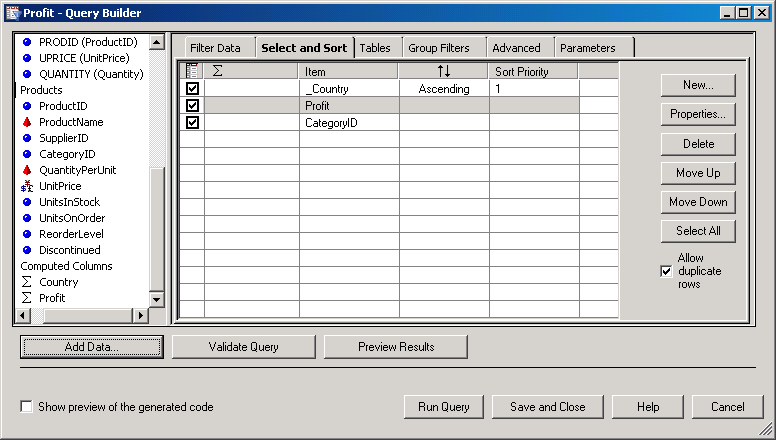 Profit - Query Builder
PRODID (ProductID)
UPRICE (UnitPrice)
QUANTITY (Quantity)
Products
ProductID
ProductName
SupplierID
CategoryID
QuantityPerUnit
UnitPrice
UnitsInStock
UnitsOnOrder
ReorderLevel
Discontinued
Computed Columns
Σ Country
Σ Profit
Filter Data Select and Sort Tables Group Filters Advanced Parameters
Σ Item ↑↓ Sort Priority
_Country Ascending 1
Profit
CategoryID
New...
Properties...
Delete
Move Up
Move Down
Select All
Allow
duplicate
rows
Add Data... Validate Query Preview Results
Show preview of the generated code
Run Query Save and Close Help Cancel